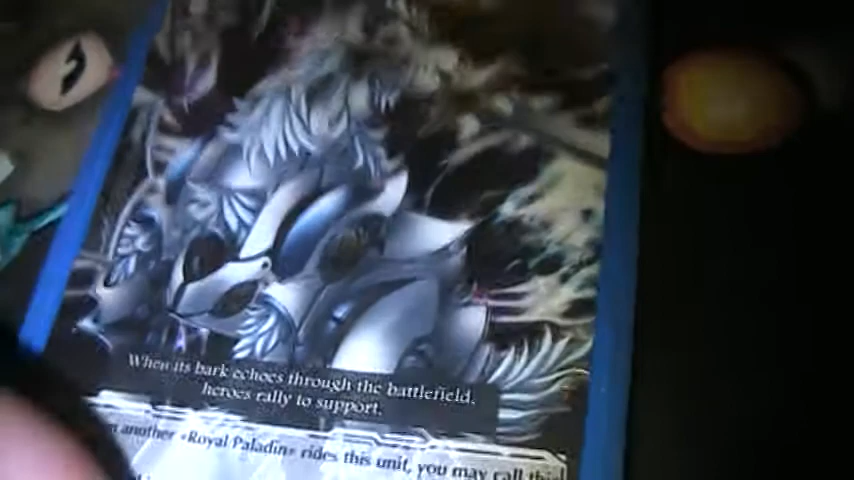 When its bark echoes through the battlefield,
heroes rally to support.
another «Royal Paladin» rides this unit, you may call this